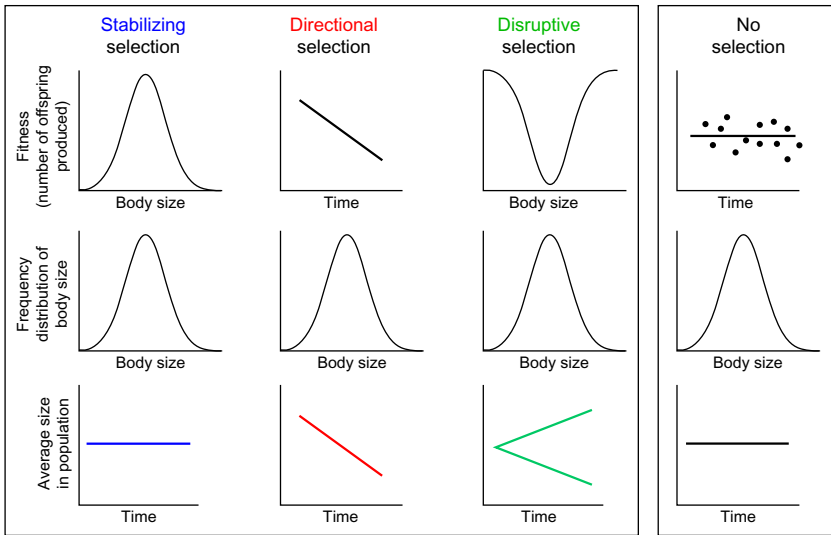 Stabilizing
selection
Directional
selection
Disruptive
selection
No
selection
Fitness
(number of offspring
produced)
Body size
Time
Body size
Time
Frequency
distribution of
body size
Body size
Body size
Body size
Body size
Average size
in population
Time
Time
Time
Time